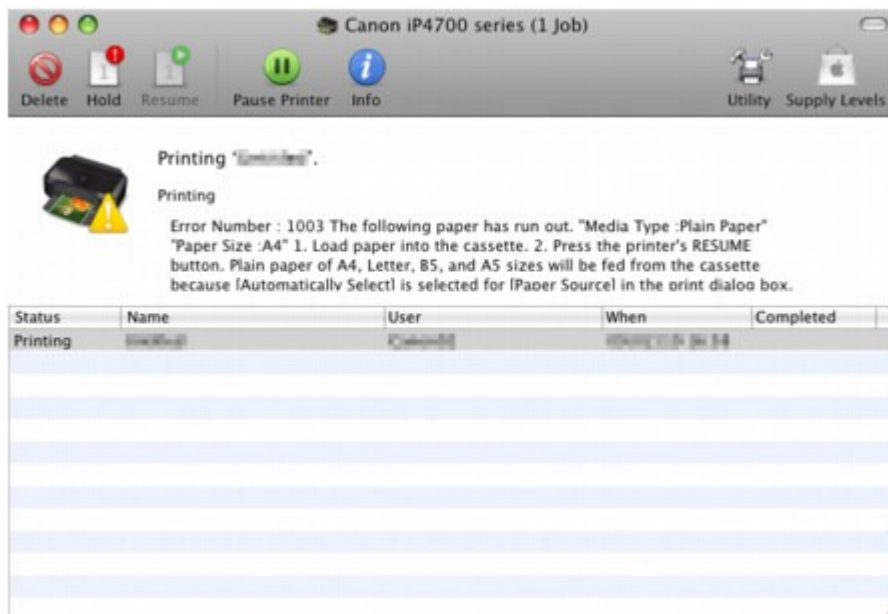 Canon iP4700 series (1 Job)
Delete Hold Resume Pause Printer Info Utility Supply Levels
Printing "
".
Printing
Error Number : 1003 The following paper has run out. "Media Type :Plain Paper"
"Paper Size :A4" 1. Load paper into the cassette. 2. Press the printer's RESUME
button. Plain paper of A4, Letter, B5, and A5 sizes will be fed from the cassette
because [Automatically Select] is selected for [Paper Source] in the print dialog box.
Status Name User When Completed
Printing